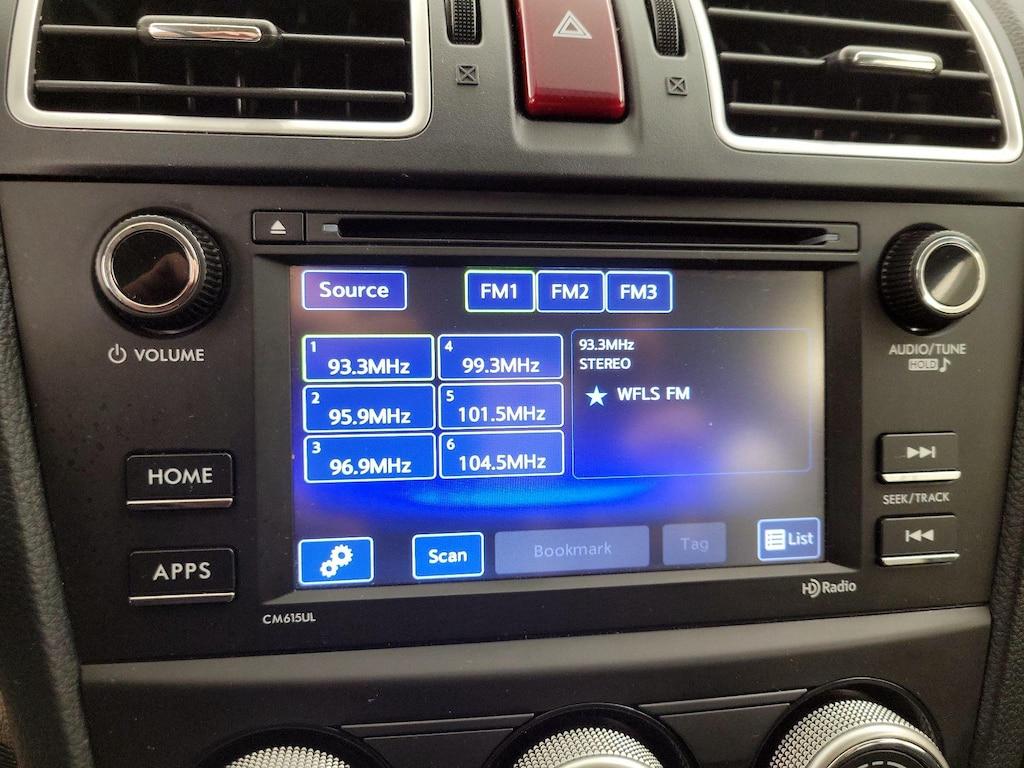 Source
FM1 FM2 FM3
1 93.3MHz
4 99.3MHz
2 95.9MHz
5 101.5MHz
3 96.9MHz
6 104.5MHz
93.3MHz
STEREO
★ WFLS FM
Scan
Bookmark
Tag
List
VOLUME
HOME
APPS
AUDIO/TUNE
HOLD
SEEK/TRACK
CM615UL
HD Radio